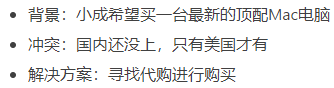 • 背景：小成希望买一台最新的顶配Mac电脑
• 冲突：国内还没上，只有美国才有
• 解决方案：寻找代购进行购买